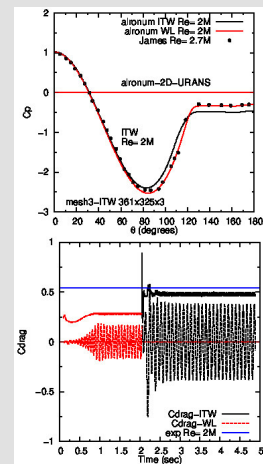 aironum ITW Re= 2M
aironum WL Re= 2M
James Re= 2.7M
2
1
0
-1
-2
-3
Cp
aironum-2D-URANS
ITW
Re= 2M
mesh3-ITW 361x325x3
0 20 40 60 80 100 120 140 160 180
θ (degrees)
1
0.5
0
-0.5
-1
Cdrag
Cdrag-ITW
Cdrag-WL
exp Re= 2M
0 0.5 1 1.5 2 2.5 3 3.5 4 4.5 5
Time (sec)